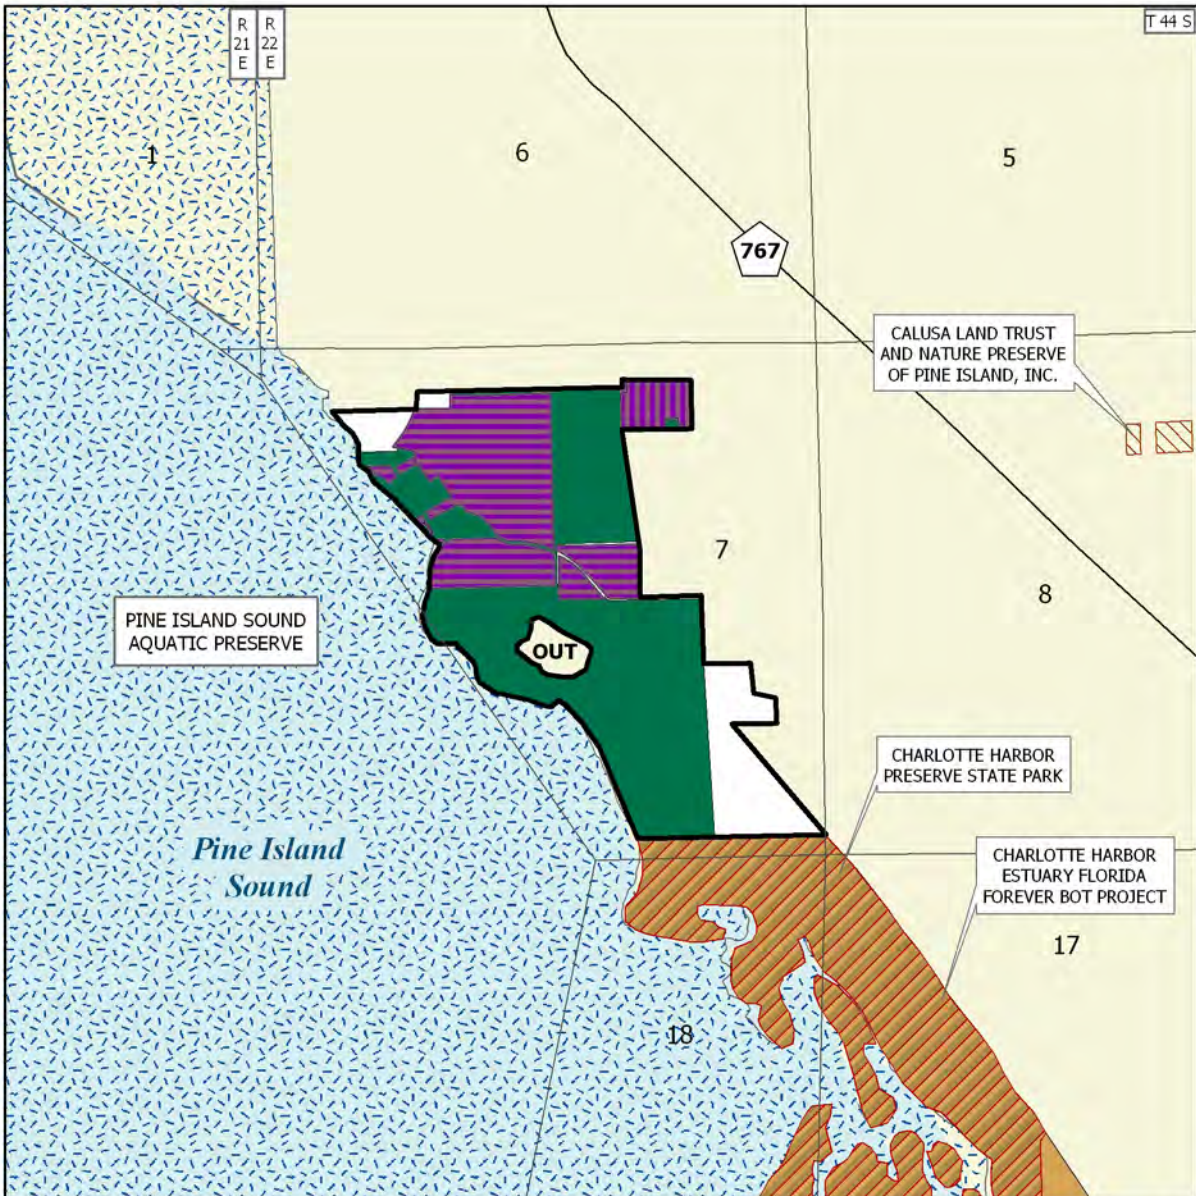 R
21
E
R
22
E
T 44 S
1
6
5
767
CALUSA LAND TRUST
AND NATURE PRESERVE
OF PINE ISLAND, INC.
7
8
PINE ISLAND SOUND
AQUATIC PRESERVE
OUT
CHARLOTTE HARBOR
PRESERVE STATE PARK
Pine Island
Sound
CHARLOTTE HARBOR
ESTUARY FLORIDA
FOREVER BOT PROJECT
17
18